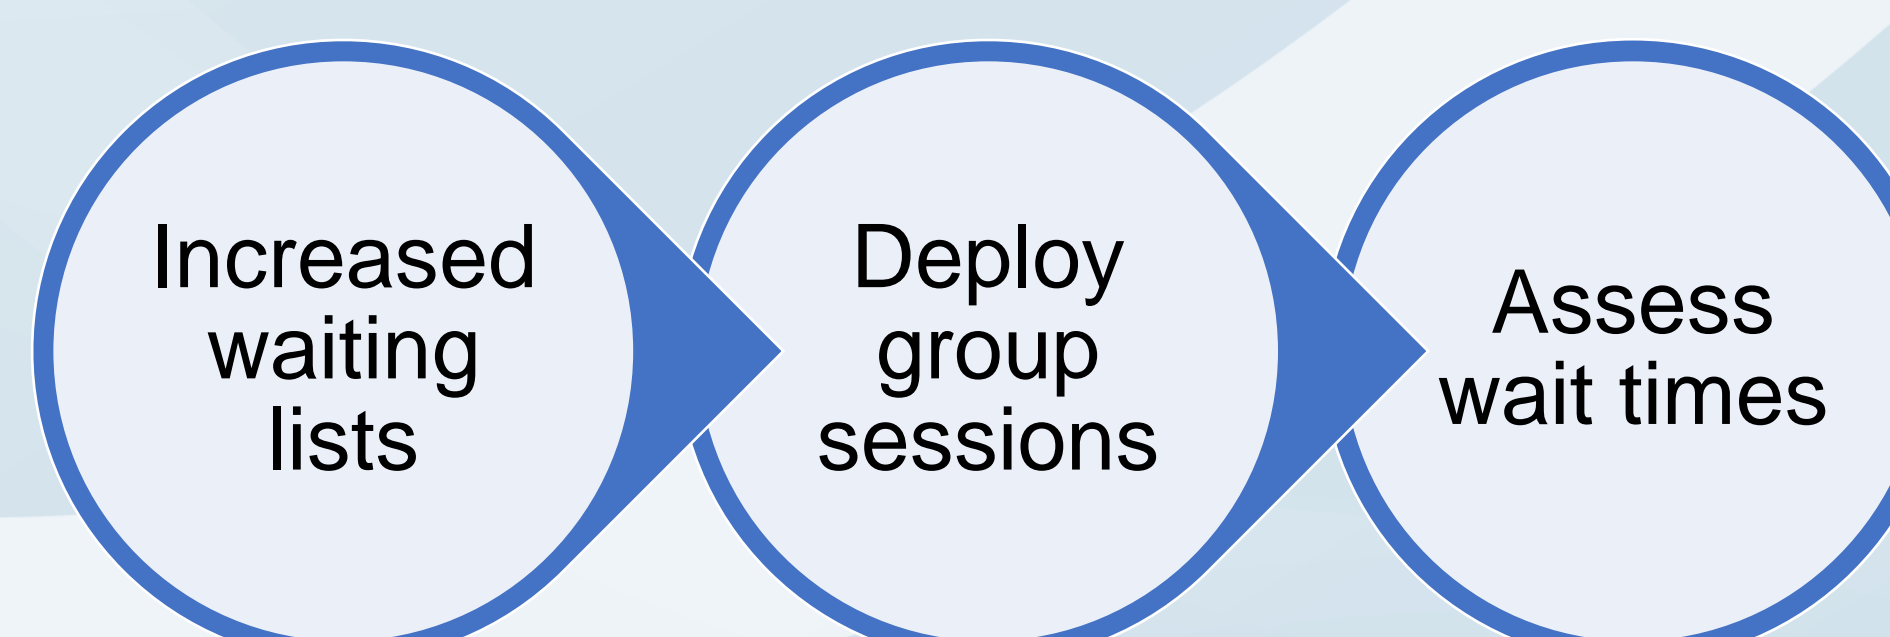 Increased
waiting
lists
Deploy
group
sessions
Assess
wait times